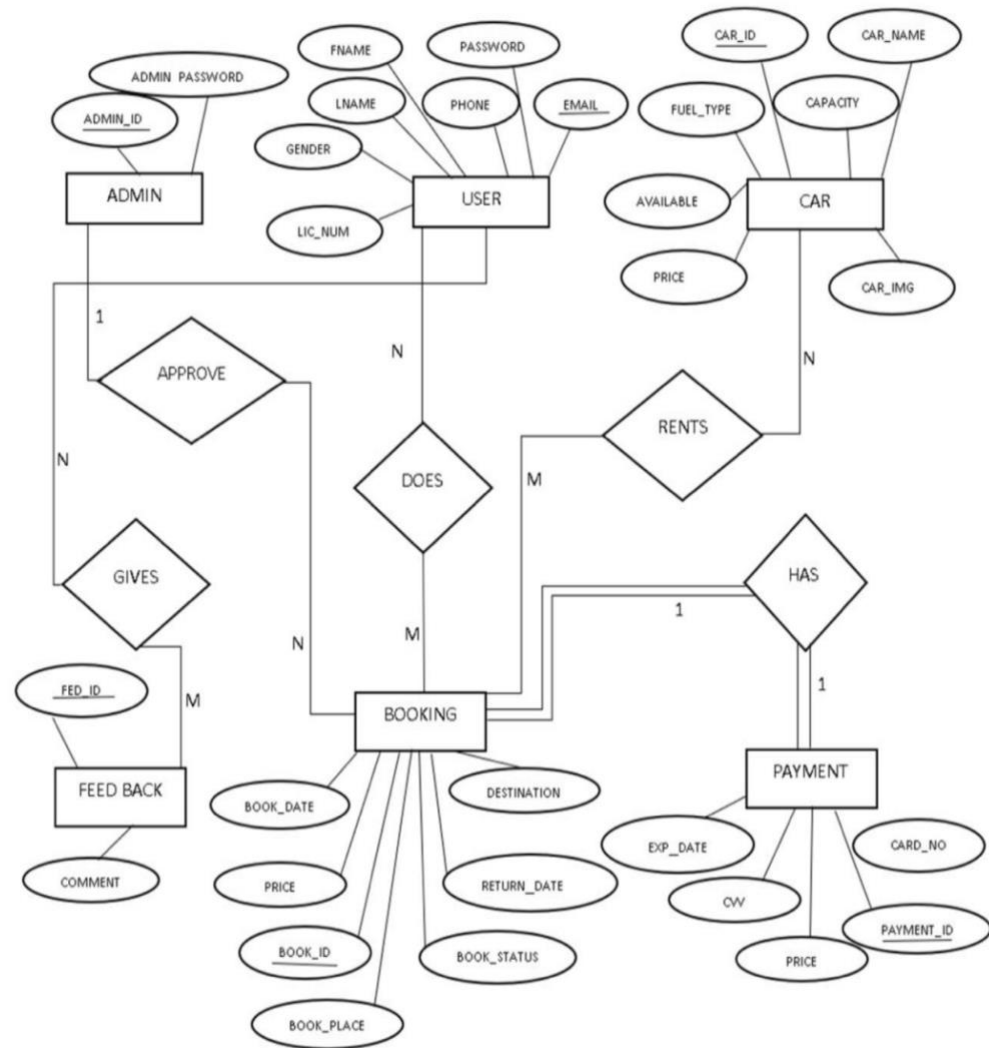 FNAME
PASSWORD
CAR_ID
CAR_NAME
ADMIN PASSWORD
LNAME
PHONE
EMAIL
ADMIN_ID
FUEL_TYPE
CAPACITY
GENDER
ADMIN
USER
CAR
AVAILABLE
LIC_NUM
PRICE
CAR_IMG
1
N
N
APPROVE
RENTS
N
M
DOES
GIVES
HAS
1
M
N
FED_ID
M
1
BOOKING
FEED BACK
PAYMENT
BOOK_DATE
DESTINATION
EXP_DATE
CARD_NO
COMMENT
PRICE
RETURN_DATE
CVV
PAYMENT_ID
BOOK_ID
BOOK_STATUS
PRICE
BOOK_PLACE